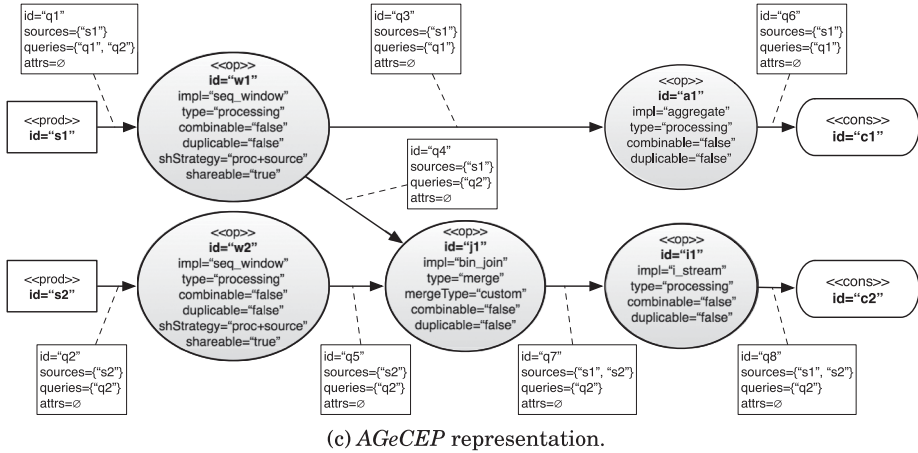 id=“q1”
sources={“s1”}
queries={“q1”, “q2”}
attrs=∅
id=“q3”
sources={“s1”}
queries={“q1”}
attrs=∅
id=“q6”
sources={“s1”}
queries={“q1”}
attrs=∅
<<prod>>
id=“s1”
<<op>>
id=“w1”
impl=“seq_window”
type=“processing”
combinable=“false”
duplicable=“false”
shStrategy=“proc+source”
shareable=“true”
<<op>>
id=“a1”
impl=“aggregate”
type=“processing”
combinable=“false”
duplicable=“false”
<<cons>>
id=“c1”
id=“q4”
sources={“s1”}
queries={“q2”}
attrs=∅
<<prod>>
id=“s2”
<<op>>
id=“w2”
impl=“seq_window”
type=“processing”
combinable=“false”
duplicable=“false”
shStrategy=“proc+source”
shareable=“true”
<<op>>
id=“j1”
impl=“bin_join”
type=“merge”
mergeType=“custom”
combinable=“false”
duplicable=“false”
<<op>>
id=“i1”
impl=“i_stream”
type=“processing”
combinable=“false”
duplicable=“false”
<<cons>>
id=“c2”
id=“q2”
sources={“s2”}
queries={“q2”}
attrs=∅
id=“q5”
sources={“s2”}
queries={“q2”}
attrs=∅
id=“q7”
sources={“s1”, “s2”}
queries={“q2”}
attrs=∅
id=“q8”
sources={“s1”, “s2”}
queries={“q2”}
attrs=∅
(c) AGeCEP representation.